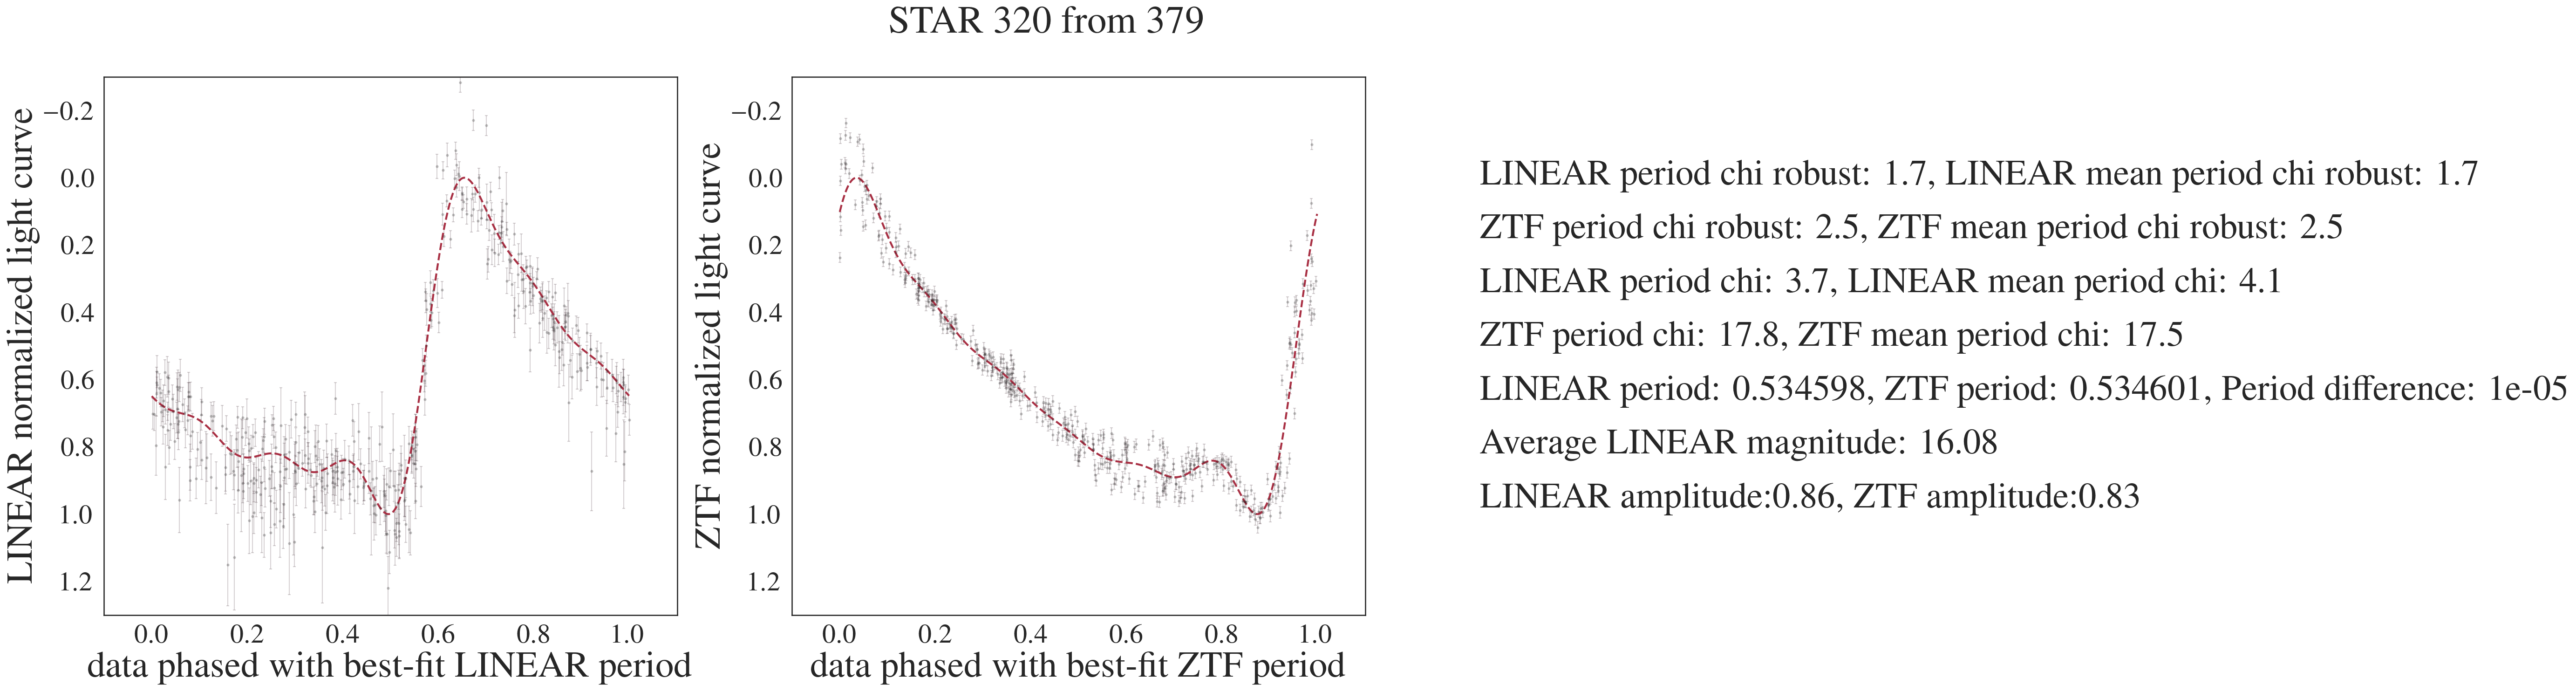 STAR 320 from 379
LINEAR normalized light curve
−0.2
0.0
0.2
0.4
0.6
0.8
1.0
1.2
0.0 0.2 0.4 0.6 0.8 1.0
data phased with best-fit LINEAR period
ZTF normalized light curve
−0.2
0.0
0.2
0.4
0.6
0.8
1.0
1.2
0.0 0.2 0.4 0.6 0.8 1.0
data phased with best-fit ZTF period
LINEAR period chi robust: 1.7, LINEAR mean period chi robust: 1.7
ZTF period chi robust: 2.5, ZTF mean period chi robust: 2.5
LINEAR period chi: 3.7, LINEAR mean period chi: 4.1
ZTF period chi: 17.8, ZTF mean period chi: 17.5
LINEAR period: 0.534598, ZTF period: 0.534601, Period difference: 1e-05
Average LINEAR magnitude: 16.08
LINEAR amplitude:0.86, ZTF amplitude:0.83